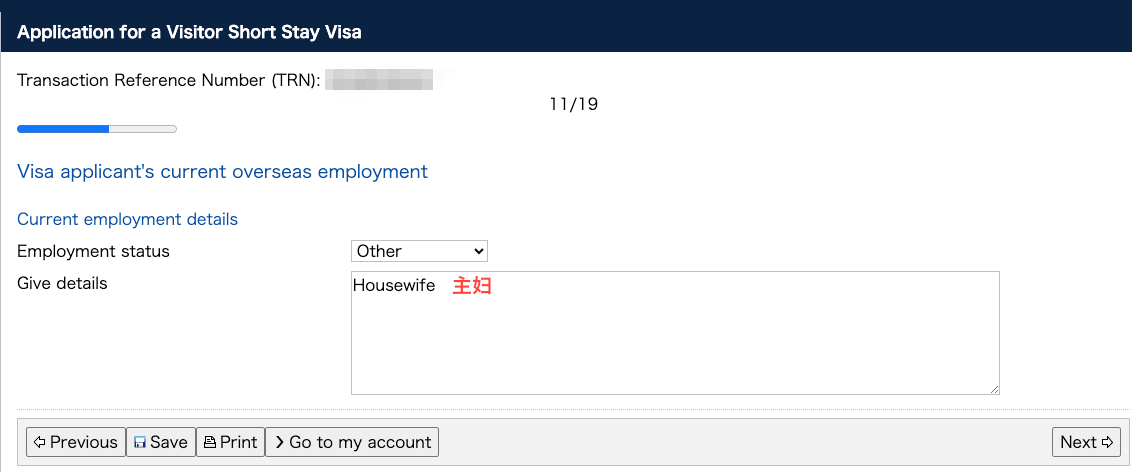 Application for a Visitor Short Stay Visa
Transaction Reference Number (TRN):
11/19
Visa applicant's current overseas employment
Current employment details
Employment status Other
Give details Housewife 主妇
Previous Save Print Go to my account Next